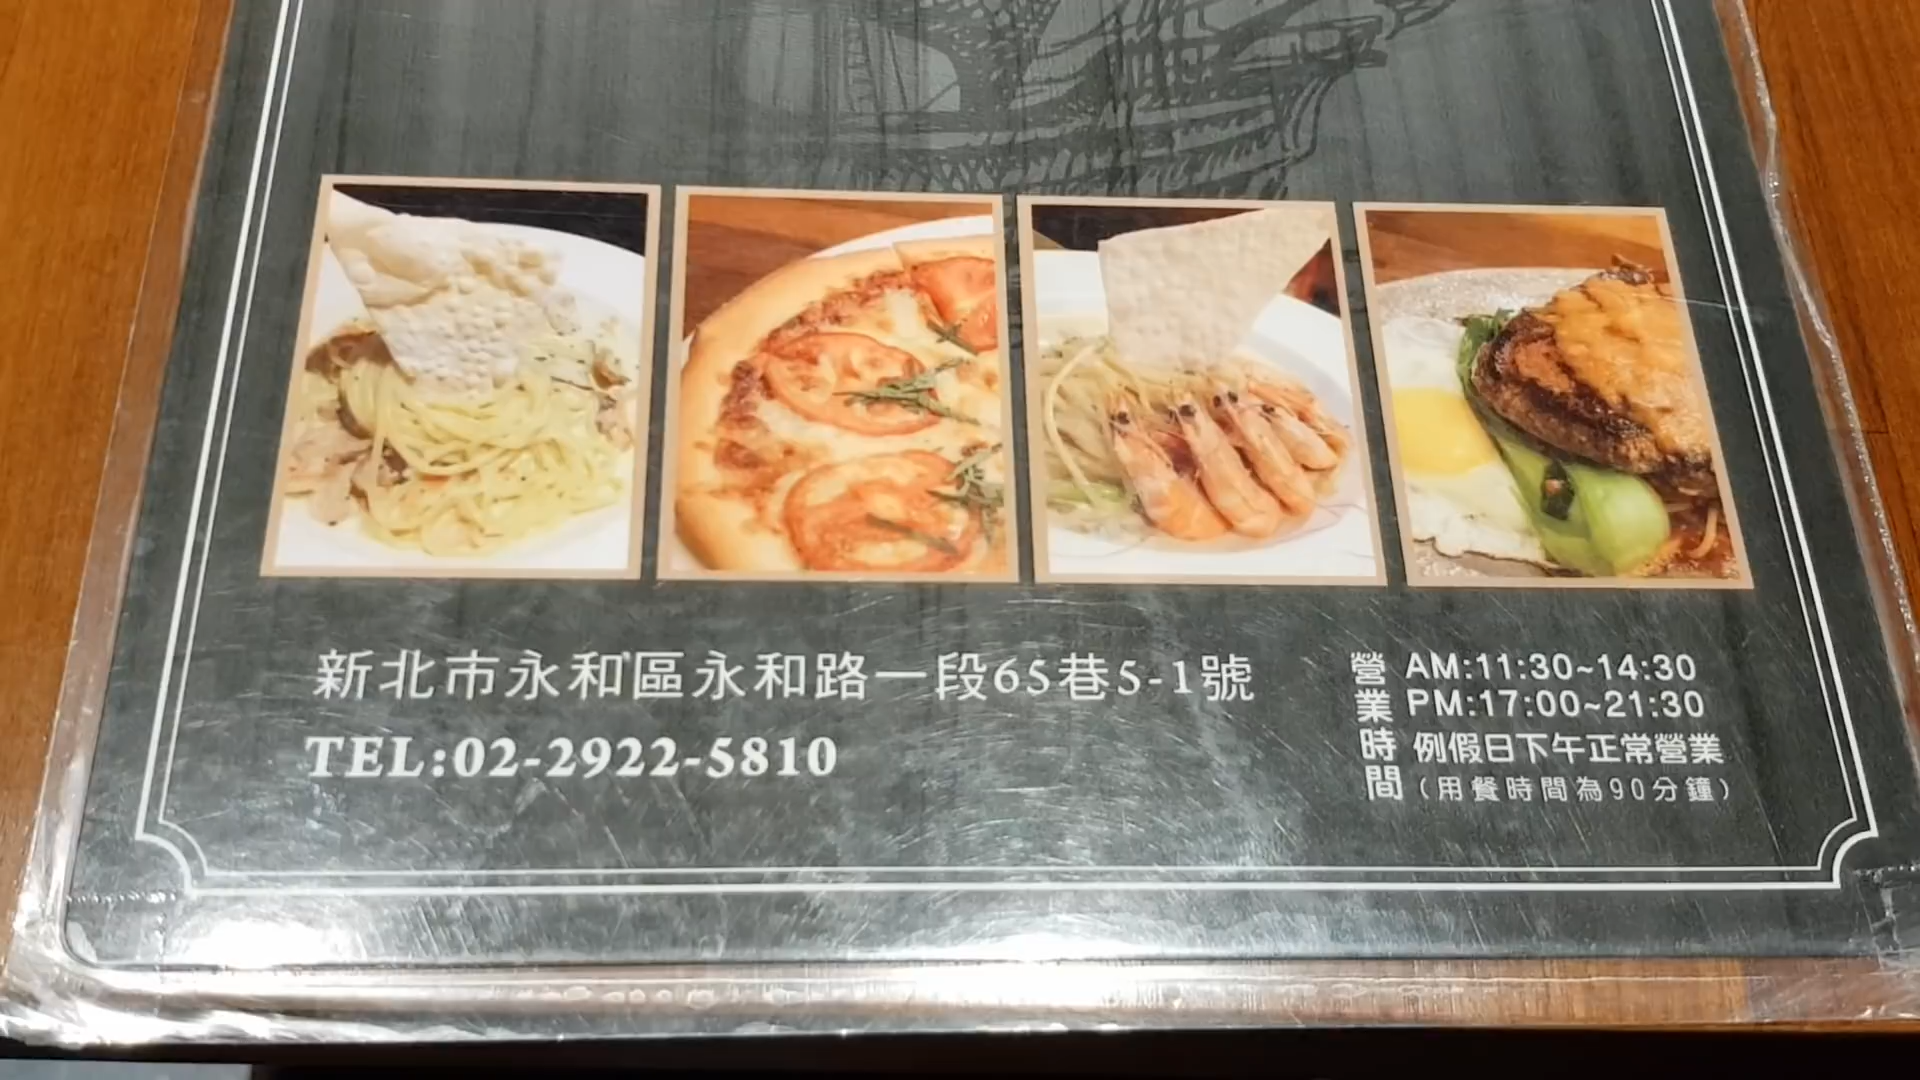 新北市永和區永和路一段65巷5-1號
TEL:02-2922-5810
營業時間
AM:11:30~14:30
PM:17:00~21:30
例假日下午正常營業
(用餐時間為90分鐘)